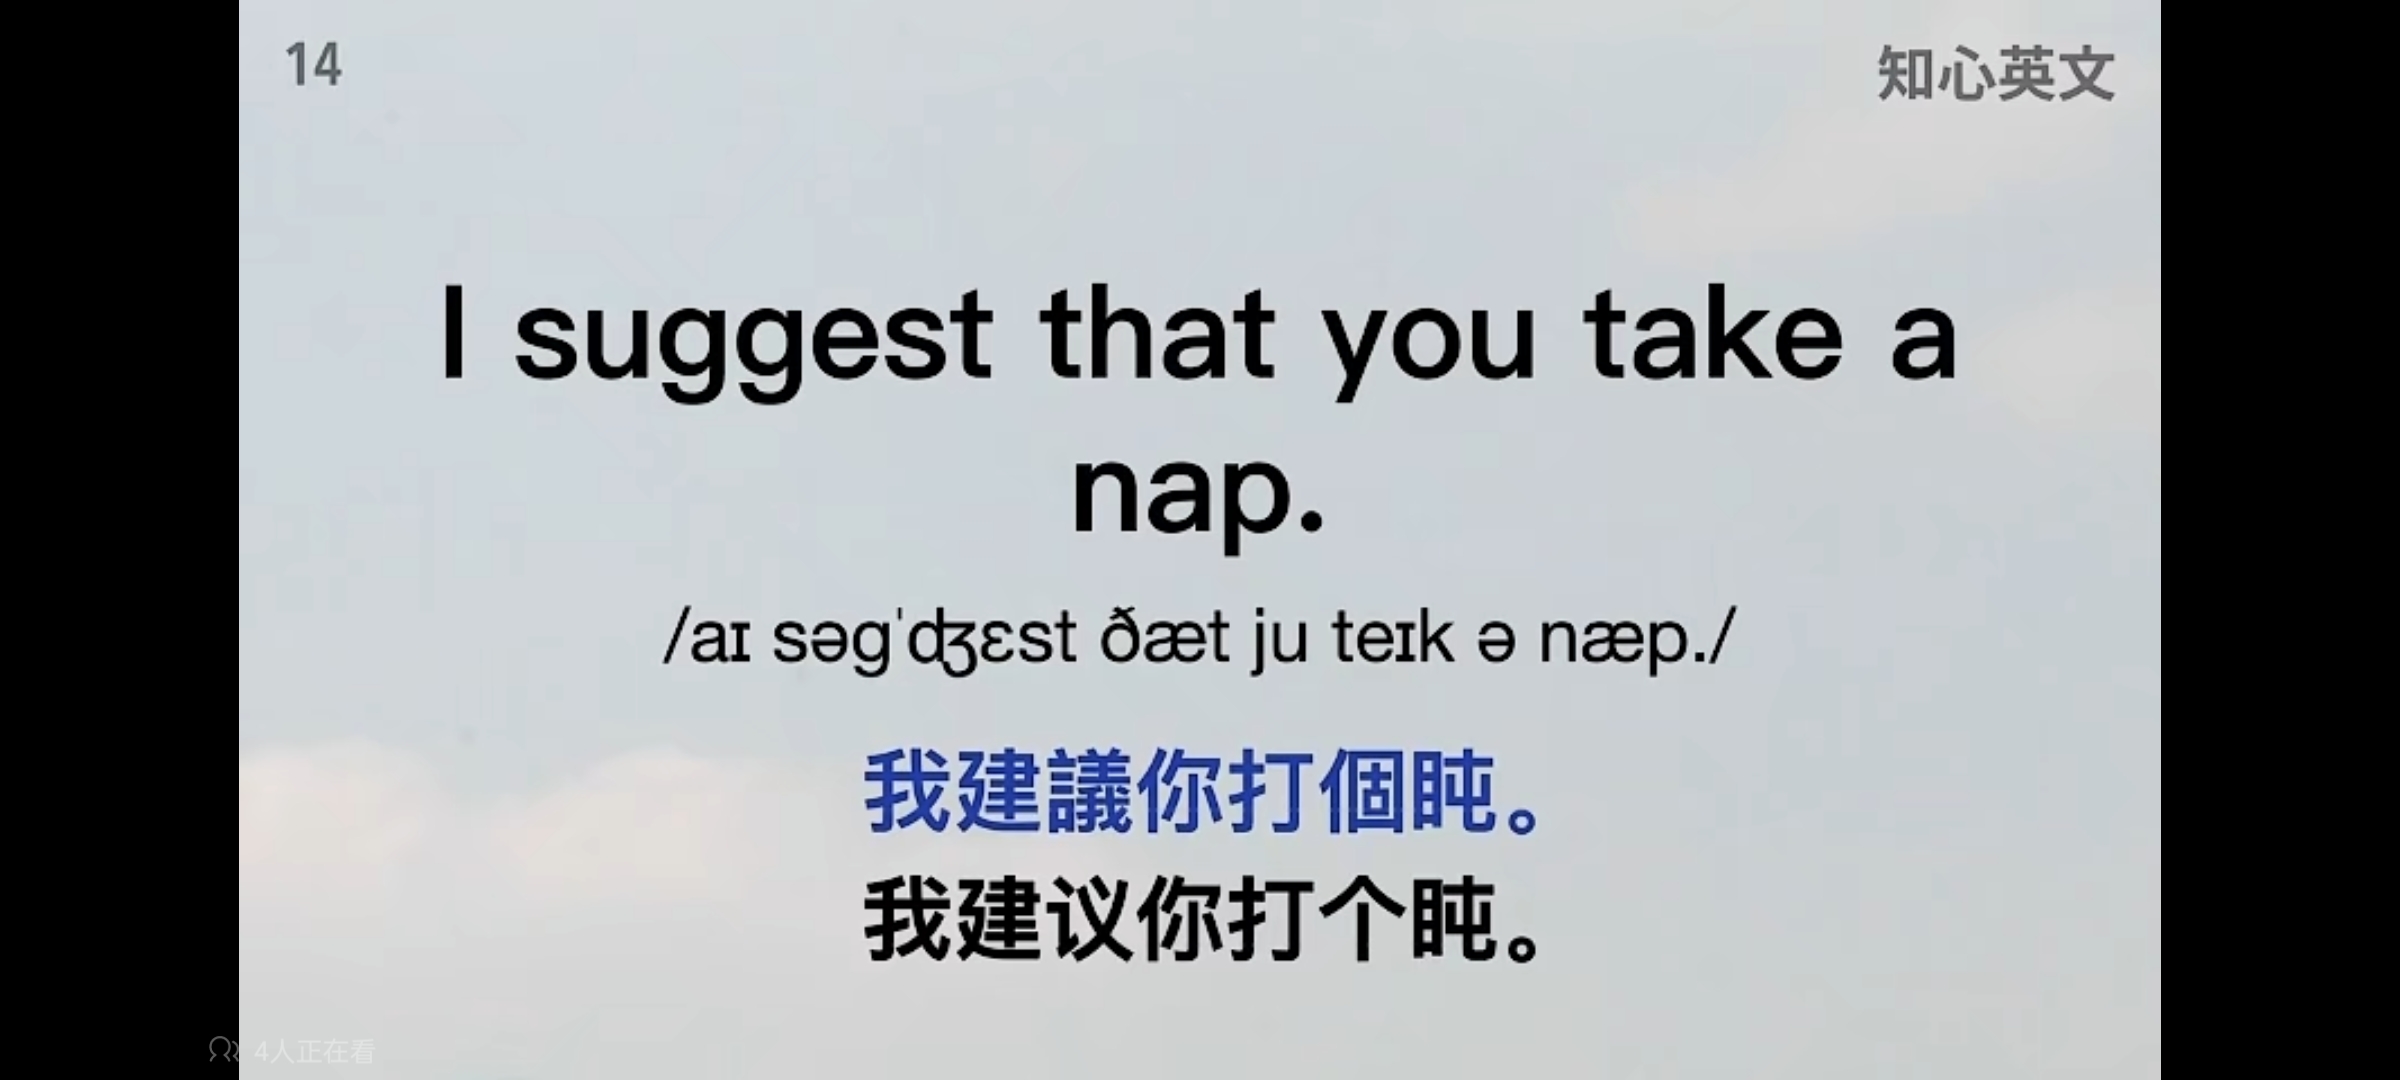 14
知心英文
I suggest that you take a
nap.
/aɪ səgˈʤɛst ðæt ju teɪk ə næp./
我建議你打個盹。
我建议你打个盹。
4人正在看